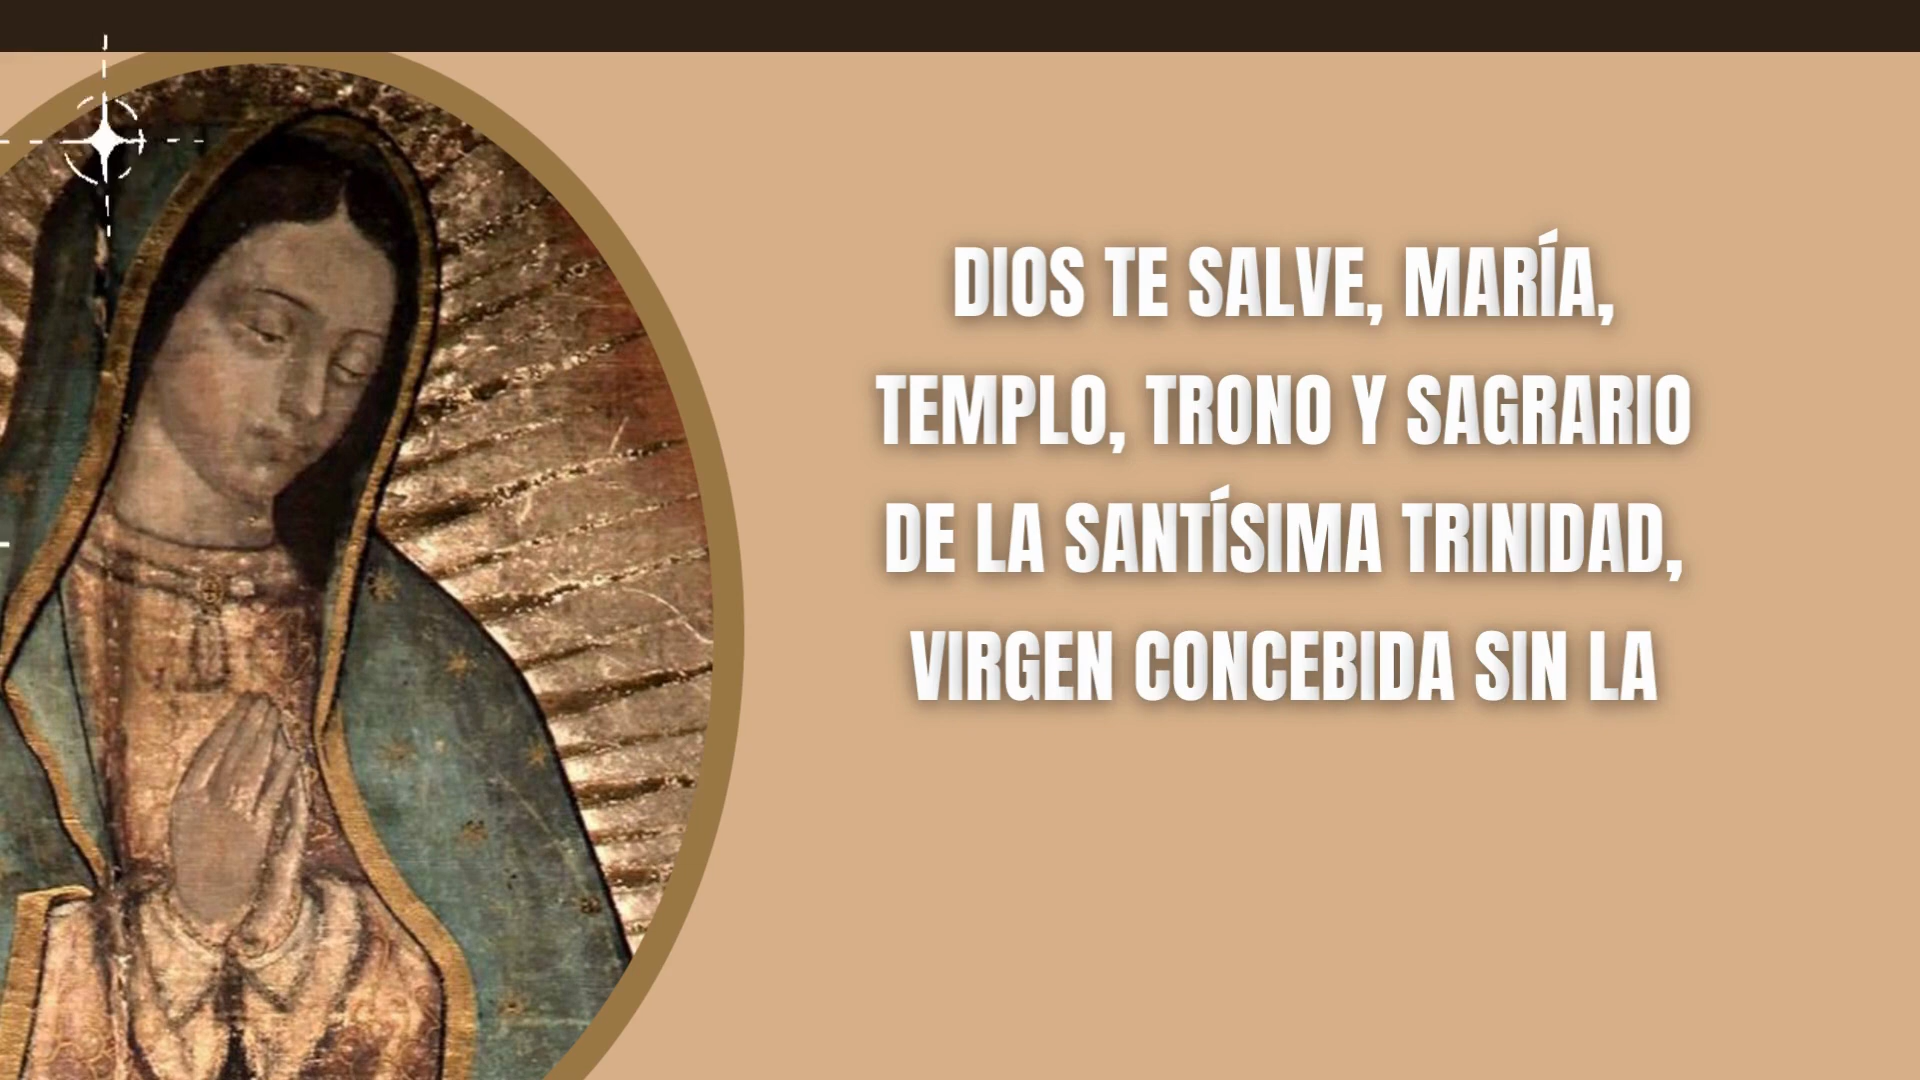 DIOS TE SALVE, MARÍA,
TEMPLO, TRONO Y SAGRARIO
DE LA SANTÍSIMA TRINIDAD,
VIRGEN CONCEBIDA SIN LA